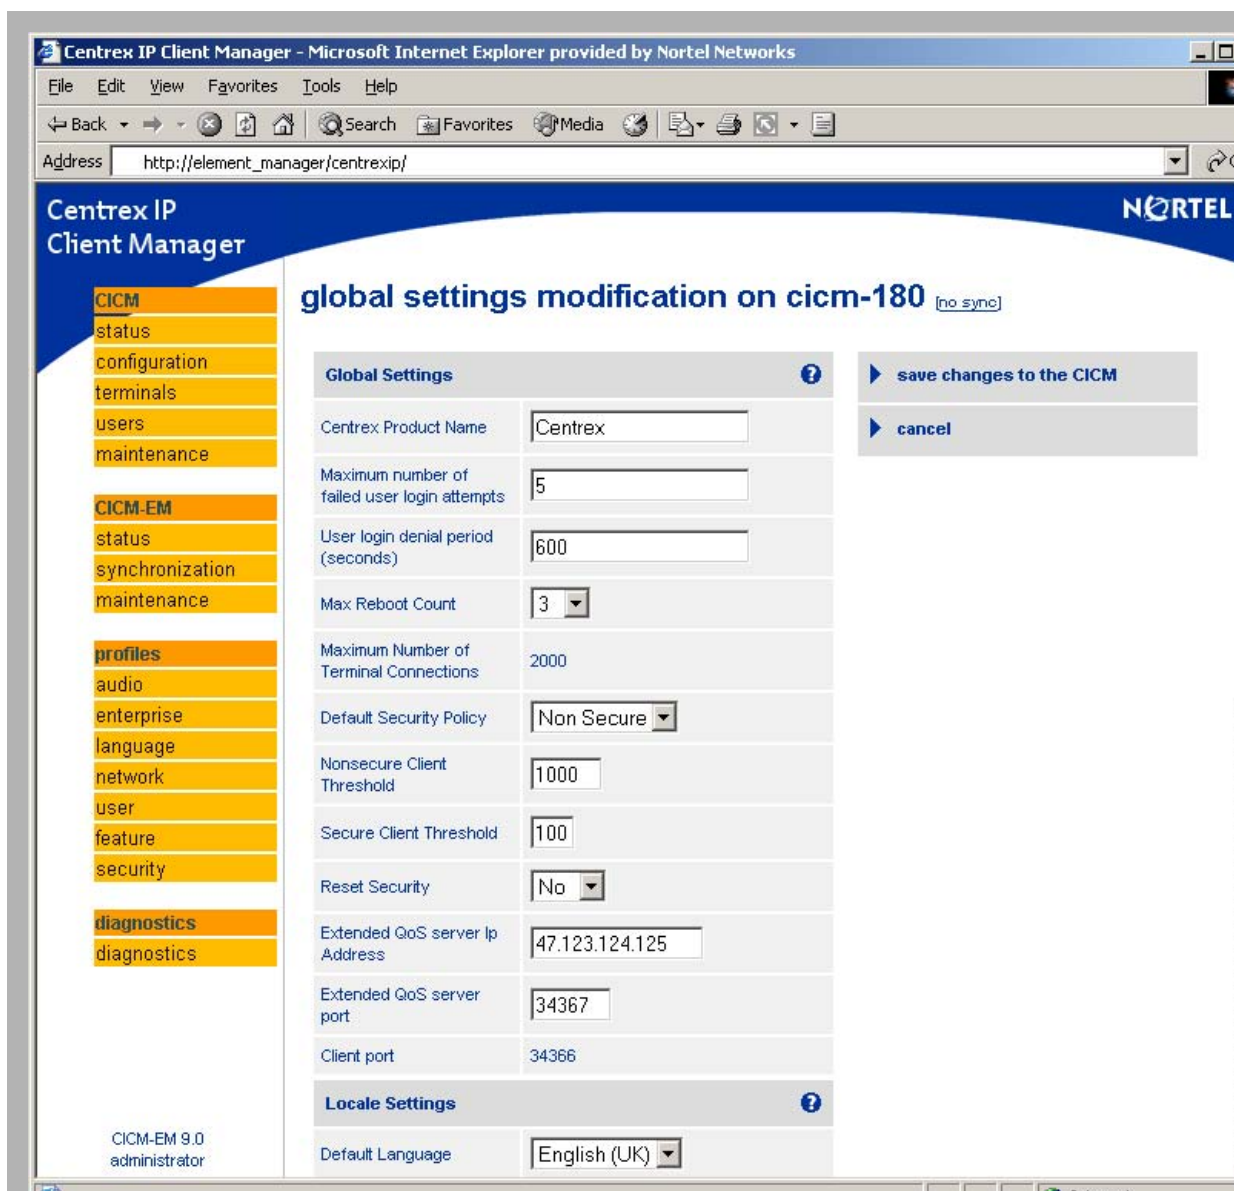 Centrex IP Client Manager - Microsoft Internet Explorer provided by Nortel Networks
File Edit View Favorites Tools Help
Back Search Favorites Media
Address http://element_manager/centrexip/
Centrex IP
Client Manager
NORTEL
CICM
status
configuration
terminals
users
maintenance
CICM-EM
status
synchronization
maintenance
profiles
audio
enterprise
language
network
user
feature
security
diagnostics
diagnostics
CICM-EM 9.0
administrator
global settings modification on cicm-180 [no sync]
Global Settings ?
Centrex Product Name Centrex
Maximum number of
failed user login attempts 5
User login denial period
(seconds) 600
Max Reboot Count 3
Maximum Number of
Terminal Connections 2000
Default Security Policy Non Secure
Nonsecure Client
Threshold 1000
Secure Client Threshold 100
Reset Security No
Extended QoS server Ip
Address 47.123.124.125
Extended QoS server
port 34367
Client port 34366
Locale Settings ?
Default Language English (UK)
save changes to the CICM
cancel